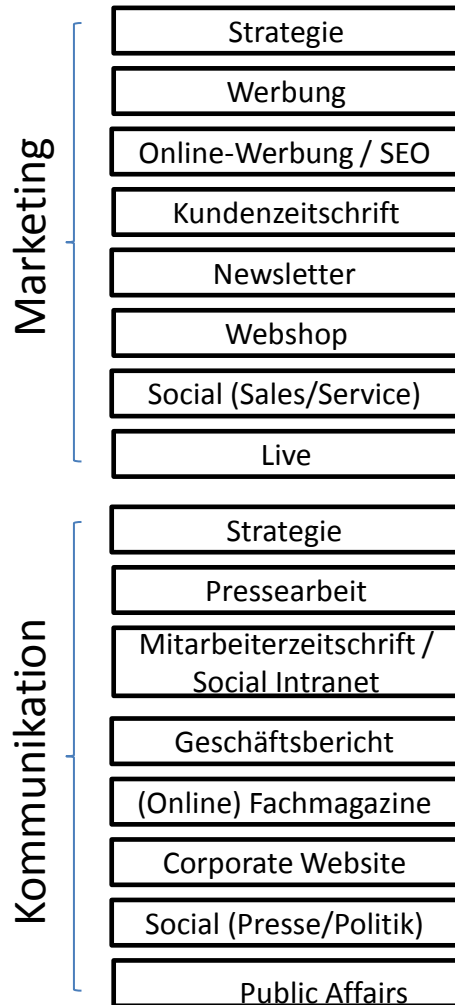 Marketing
Strategie
Werbung
Online-Werbung / SEO
Kundenzeitschrift
Newsletter
Webshop
Social (Sales/Service)
Live
Kommunikation
Strategie
Pressearbeit
Mitarbeiterzeitschrift /
Social Intranet
Geschäftsbericht
(Online) Fachmagazine
Corporate Website
Social (Presse/Politik)
Public Affairs